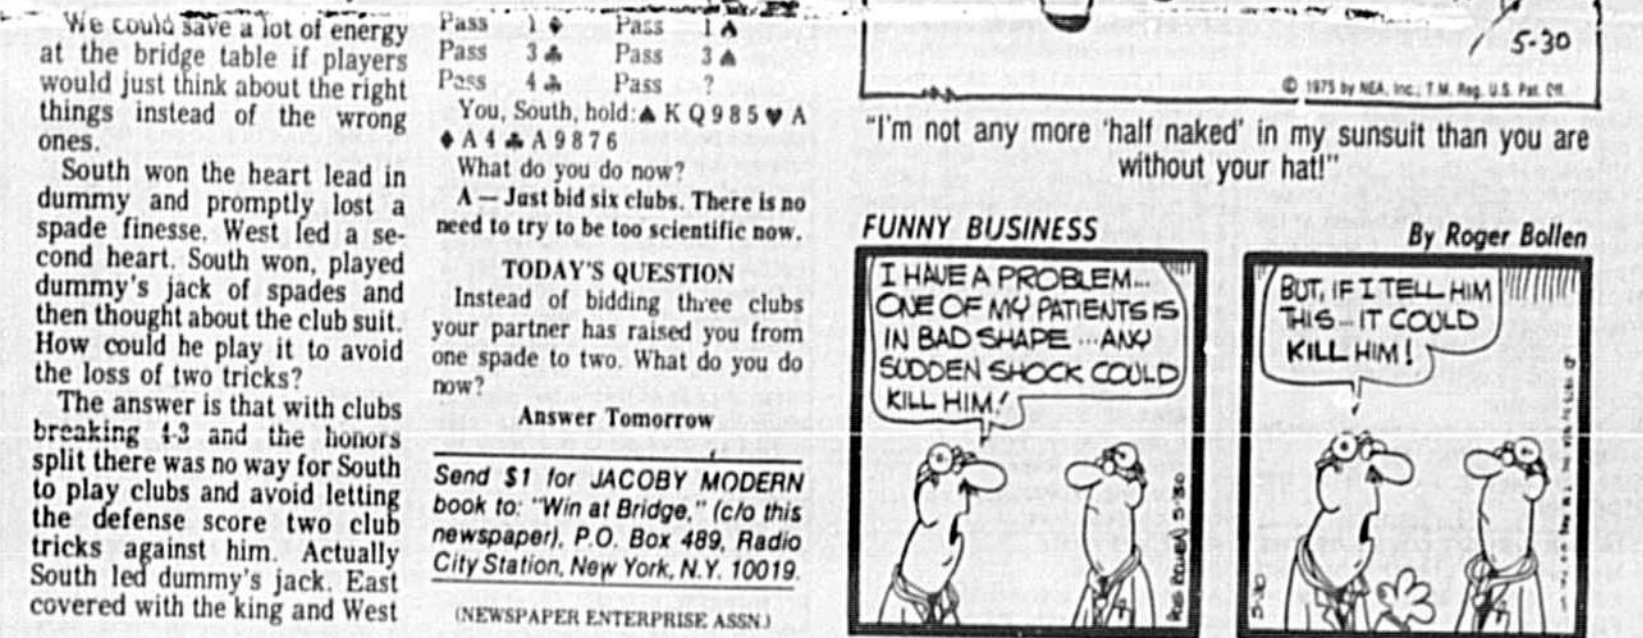 We could save a lot of energy
at the bridge table if players
would just think about the right
things instead of the wrong
ones.
South won the heart lead in
dummy and promptly lost a
spade finesse. West led a se-
cond heart. South won, played
dummy's jack of spades and
then thought about the club suit.
How could he play it to avoid
the loss of two tricks?
The answer is that with clubs
breaking 4-3 and the honors
split there was no way for South
to play clubs and avoid letting
the defense score two club
tricks against him. Actually
South led dummy's jack. East
covered with the king and West
Pass 1 ♦ Pass 1 ♠
Pass 3 ♣ Pass 3 ♠
Pass 4 ♣ Pass ?
You, South, hold: ♠ K Q 9 8 5 ♥ A
♦ A 4 ♣ A 9 8 7 6
What do you do now?
A — Just bid six clubs. There is no
need to try to be too scientific now.
TODAY'S QUESTION
Instead of bidding three clubs
your partner has raised you from
one spade to two. What do you do
now?
Answer Tomorrow
Send $1 for JACOBY MODERN
book to: "Win at Bridge," (c/o this
newspaper), P.O. Box 489, Radio
City Station, New York, N.Y. 10019.
(NEWSPAPER ENTERPRISE ASSN.)
5-30
© 1975 by NEA, Inc., T.M. Reg. U.S. Pat. Off.
"I'm not any more 'half naked' in my sunsuit than you are
without your hat!"
FUNNY BUSINESS
By Roger Bollen
I HAVE A PROBLEM...
ONE OF MY PATIENTS IS
IN BAD SHAPE ... ANY
SUDDEN SHOCK COULD
KILL HIM!
BUT, IF I TELL HIM
THIS - IT COULD
KILL HIM!
5-30
5-30